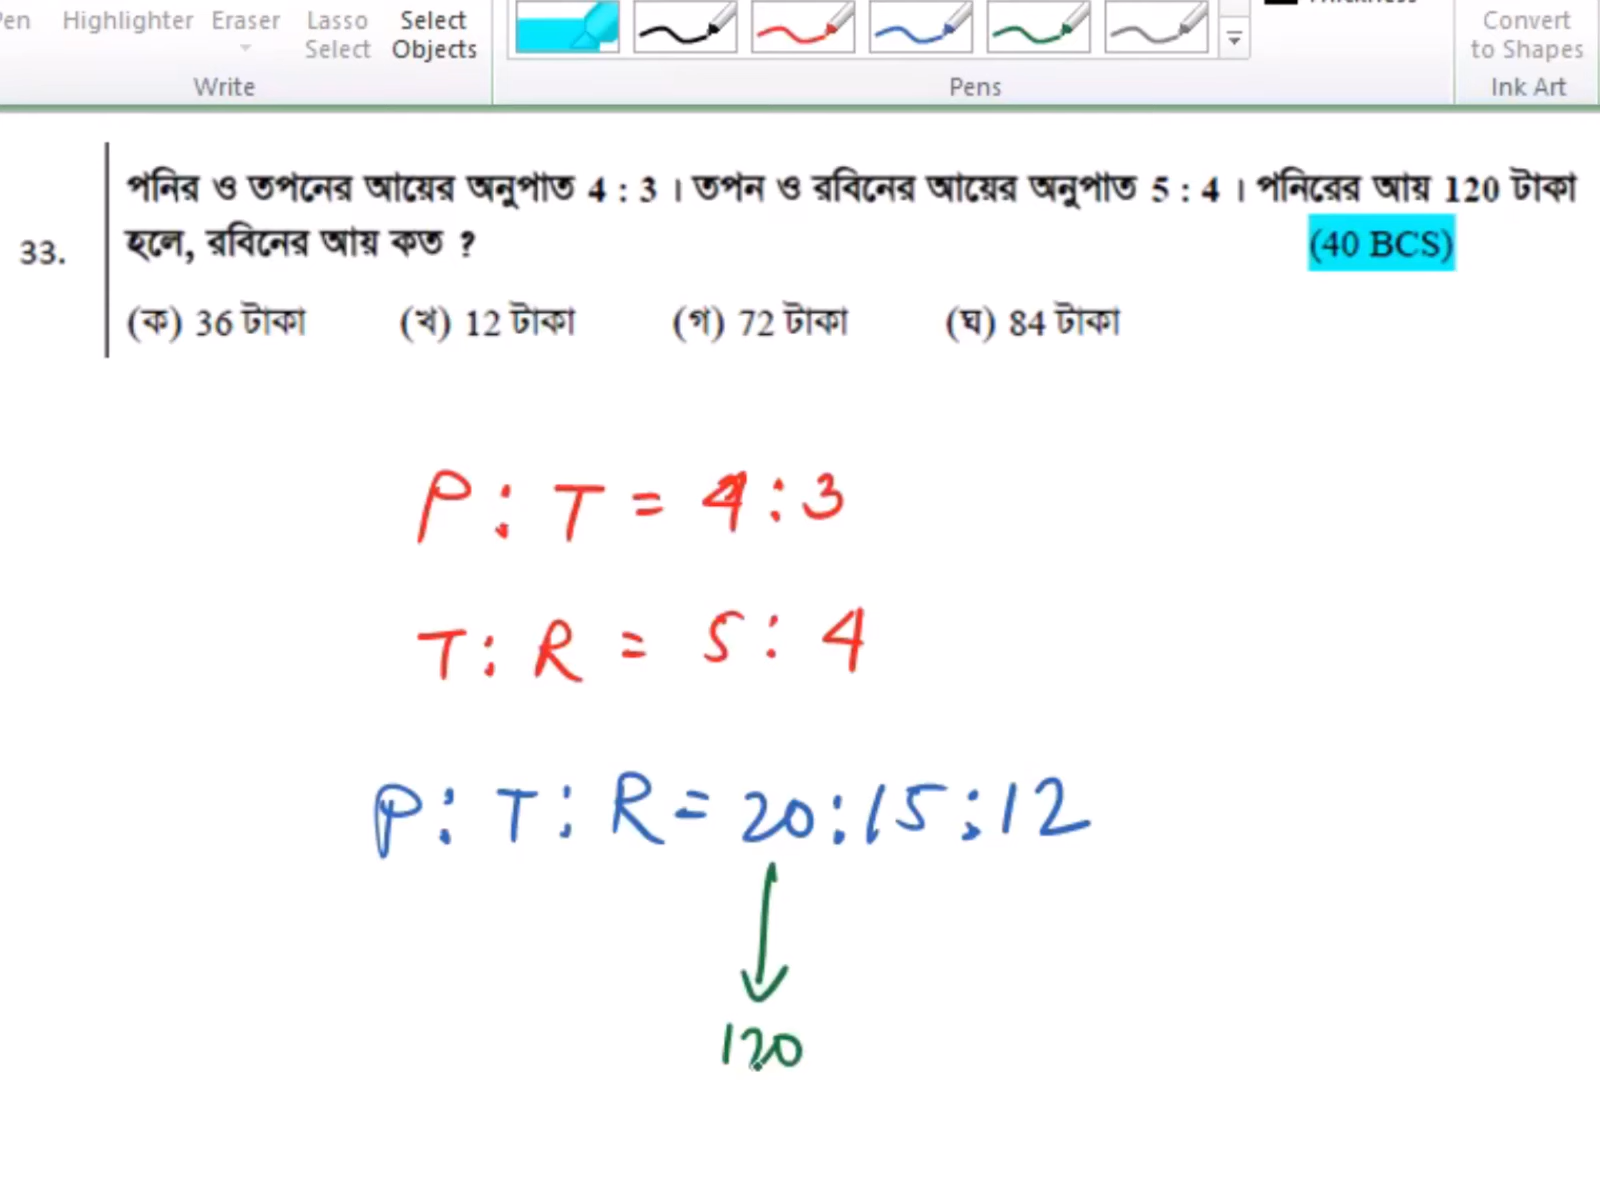 Highlighter Eraser Lasso Select Select Objects
Convert to Shapes
Write Pens Ink Art
33. পনির ও তপনের আয়ের অনুপাত 4 : 3 । তপন ও রবিনের আয়ের অনুপাত 5 : 4 । পনিরের আয় 120 টাকা
হলে, রবিনের আয় কত ? (40 BCS)
(ক) 36 টাকা (খ) 12 টাকা (গ) 72 টাকা (ঘ) 84 টাকা
P : T = 4 : 3
T : R = 5 : 4
P : T : R = 20 : 15 : 12
120